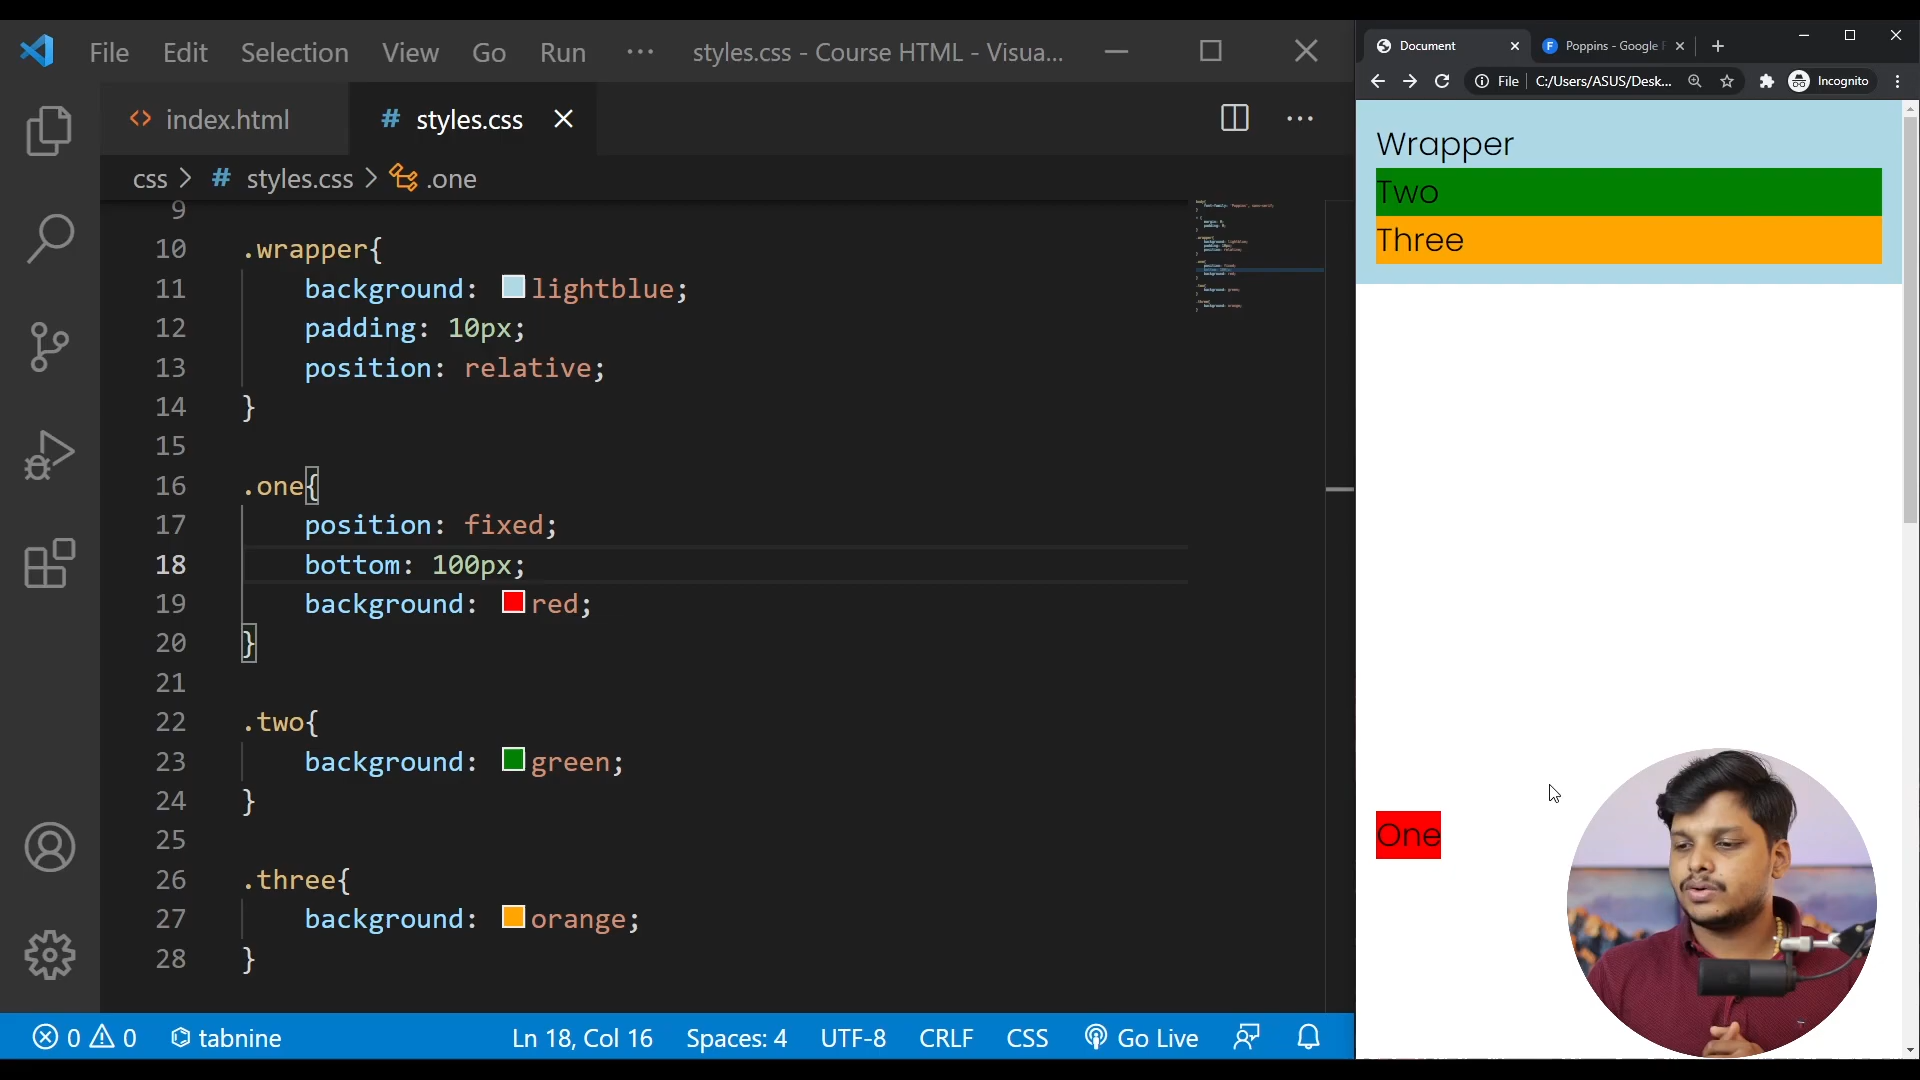 File Edit Selection View Go Run ··· styles.css - Course HTML - Visua...
index.html # styles.css
css > # styles.css > .one
9
10 .wrapper{
11 background: lightblue;
12 padding: 10px;
13 position: relative;
14 }
15
16 .one{
17 position: fixed;
18 bottom: 100px;
19 background: red;
20 }
21
22 .two{
23 background: green;
24 }
25
26 .three{
27 background: orange;
28 }
0 0 tabnine Ln 18, Col 16 Spaces: 4 UTF-8 CRLF CSS Go Live
Document Poppins - Google
File C:/Users/ASUS/Desk... Incognito
Wrapper
Two
Three
One